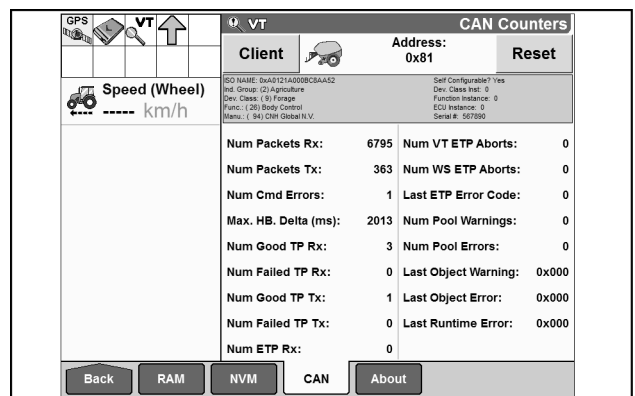 GPS
VT
VT
CAN Counters
Client
Address:
0x81
Reset
ISO NAME: 0xA0121A000BC8AA52
Ind. Group: (2) Agriculture
Dev. Class: ( 9) Forage
Func.: ( 26) Body Control
Manu.: ( 94) CNH Global N.V.
Self Configurable? Yes
Dev. Class Inst: 0
Function Instance: 0
ECU Instance: 0
Serial #: 567890
Speed (Wheel)
----- km/h
Num Packets Rx: 6795
Num Packets Tx: 363
Num Cmd Errors: 1
Max. HB. Delta (ms): 2013
Num Good TP Rx: 3
Num Failed TP Rx: 0
Num Good TP Tx: 1
Num Failed TP Tx: 0
Num ETP Rx: 0
Num VT ETP Aborts: 0
Num WS ETP Aborts: 0
Last ETP Error Code: 0
Num Pool Warnings: 0
Num Pool Errors: 0
Last Object Warning: 0x000
Last Object Error: 0x000
Last Runtime Error: 0x000
Back
RAM
NVM
CAN
About